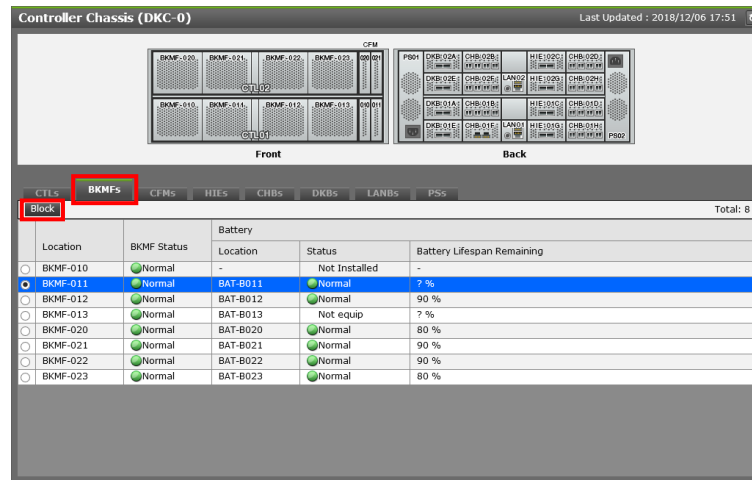 Controller Chassis (DKC-0) Last Updated : 2018/12/06 17:51
CFM
BKMF-020 BKMF-021 BKMF-022 BKMF-023 020 021
CTL02
BKMF-010 BKMF-011 BKMF-012 BKMF-013 010 011
CTL01
PS01 DKB-02A CHB-02B HIE-02C CHB-02D
DKB-02E CHB-02F LAN02 HIE-02G CHB-02H
DKB-01A CHB-01B HIE-01C CHB-01D
DKB-01E CHB-01F LAN01 HIE-01G CHB-01H PS02
Front Back
CTLs BKMFs CFMs HIEs CHBs DKBs LANBs PSs
Block Total: 8
Location BKMF Status Battery
Location Status Battery Lifespan Remaining
BKMF-010 Normal - Not Installed -
BKMF-011 Normal BAT-B011 Normal ? %
BKMF-012 Normal BAT-B012 Normal 90 %
BKMF-013 Normal BAT-B013 Not equip ? %
BKMF-020 Normal BAT-B020 Normal 80 %
BKMF-021 Normal BAT-B021 Normal 90 %
BKMF-022 Normal BAT-B022 Normal 90 %
BKMF-023 Normal BAT-B023 Normal 80 %